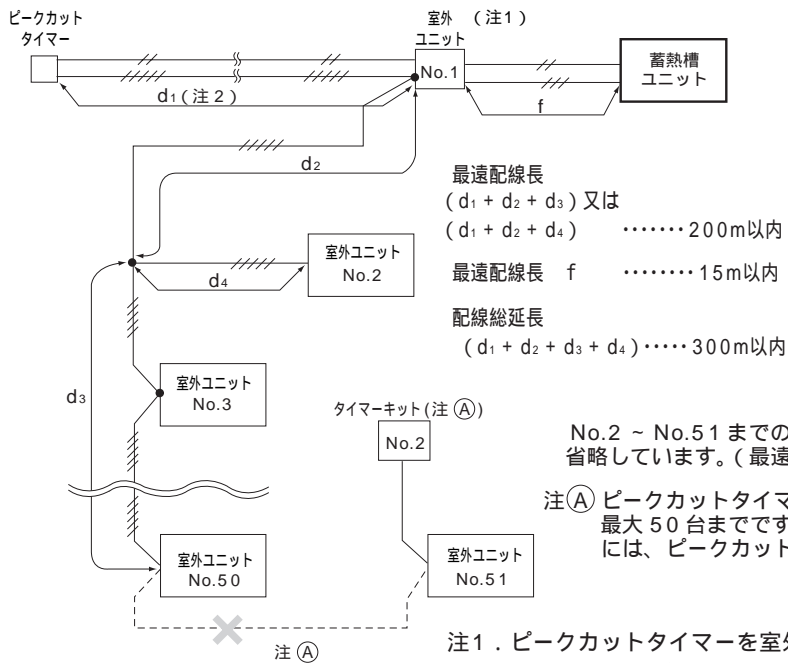 ピークカット
タイマー
室外
ユニット
(注1)
No.1
蓄熱槽
ユニット
d₁(注2)
f
d₂
最遠配線長
(d₁ + d₂ + d₃)又は
(d₁ + d₂ + d₄) ・・・・・・・200m以内
室外ユニット
No.2
d₄
最遠配線長 f ・・・・・・・・15m以内
配線総延長
(d₁ + d₂ + d₃ + d₄)・・・・・300m以内
d₃
室外ユニット
No.3
タイマーキット(注Ⓐ)
No.2
No.2 ~ No.51 までの
省略しています。(最遠
注Ⓐ ピークカットタイマ
最大 50 台までです
には、ピークカット
室外ユニット
No.50
室外ユニット
No.51
注Ⓐ
注1．ピークカットタイマーを室外